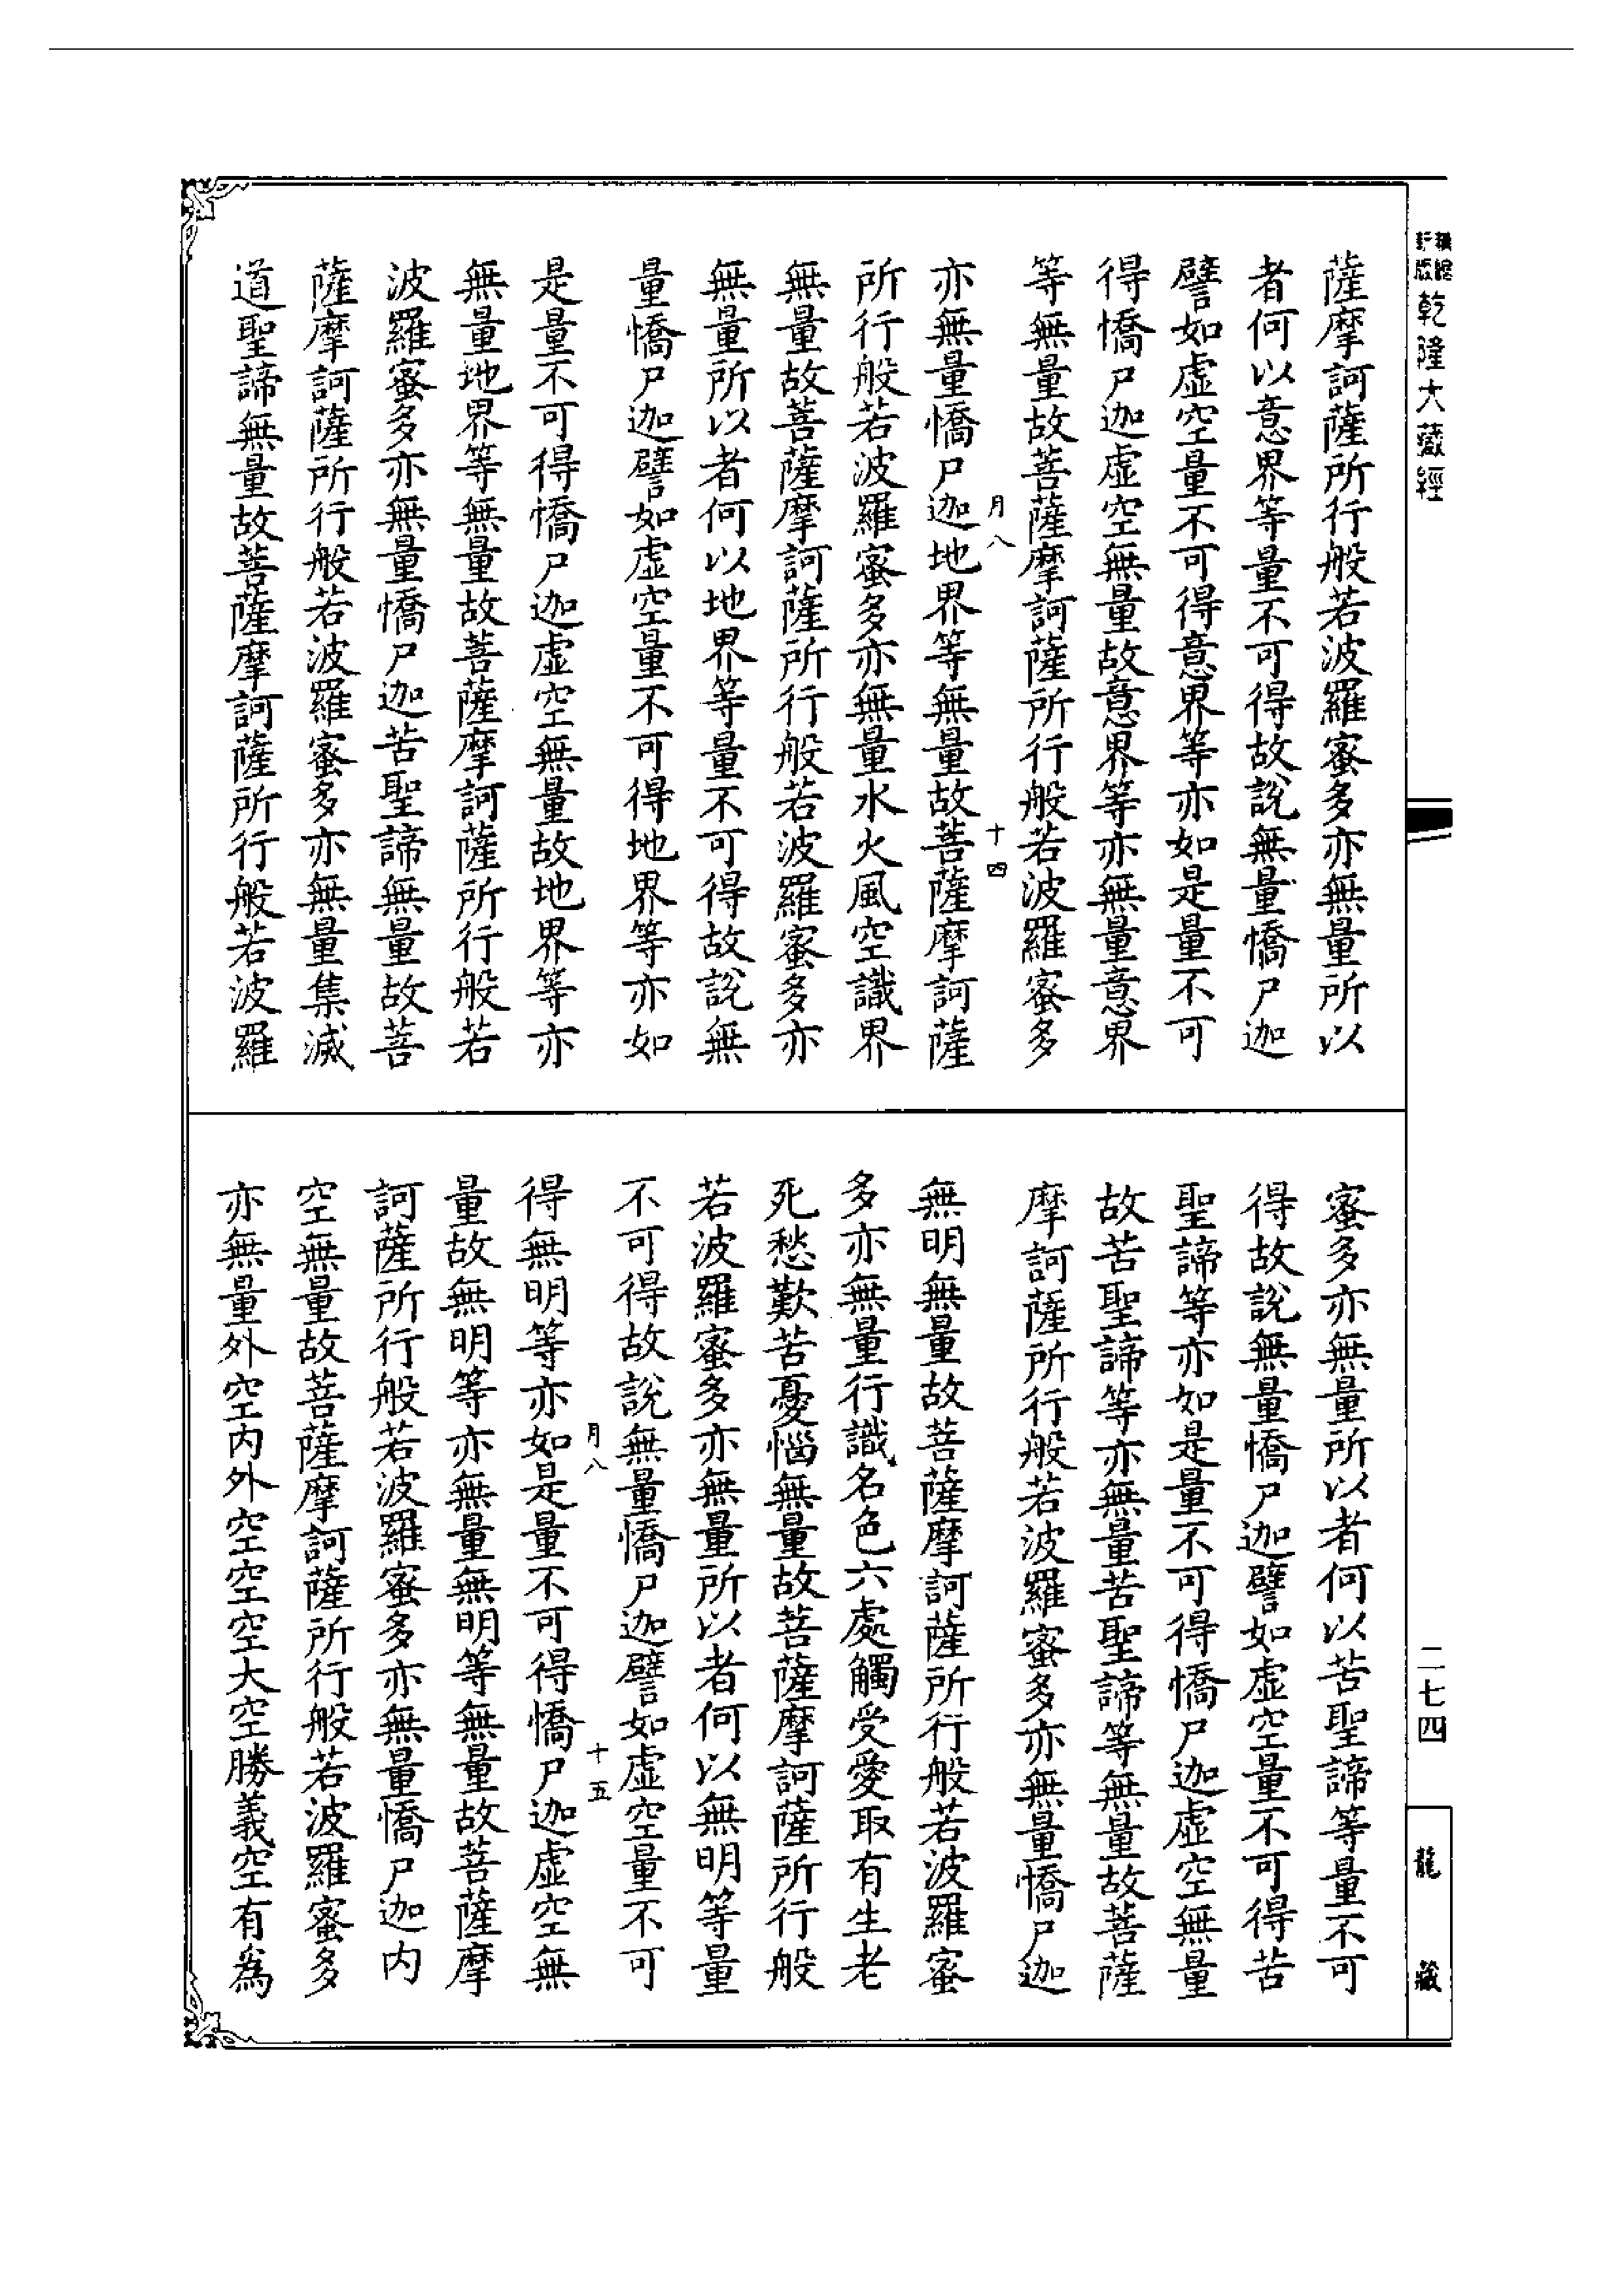 乾隆大藏經
薩摩訶薩所行般若波羅蜜多亦無量所以
者何以意界等量不可得故說無量憍尸迦
譬如虛空量不可得意界等亦如是量不可
得憍尸迦虛空無量故意界等亦無量意界
等無量故菩薩摩訶薩所行般若波羅蜜多
月八 十四
亦無量憍尸迦地界等無量故菩薩摩訶薩
所行般若波羅蜜多亦無量水火風空識界
無量故菩薩摩訶薩所行般若波羅蜜多亦
無量所以者何以地界等量不可得故說無
量憍尸迦譬如虛空量不可得地界等亦如
是量不可得憍尸迦虛空無量故地界等亦
無量地界等無量故菩薩摩訶薩所行般若
波羅蜜多亦無量憍尸迦苦聖諦無量故菩
薩摩訶薩所行般若波羅蜜多亦無量集滅
道聖諦無量故菩薩摩訶薩所行般若波羅
蜜多亦無量所以者何以苦聖諦等量不可
得故說無量憍尸迦譬如虛空量不可得苦
聖諦等亦如是量不可得憍尸迦虛空無量
故苦聖諦等亦無量苦聖諦等無量故菩薩
摩訶薩所行般若波羅蜜多亦無量憍尸迦
無明無量故菩薩摩訶薩所行般若波羅蜜
多亦無量行識名色六處觸受愛取有生老
死愁歎苦憂惱無量故菩薩摩訶薩所行般
若波羅蜜多亦無量所以者何以無明等量
不可得故說無量憍尸迦譬如虛空量不可
月八 十五
得無明等亦如是量不可得憍尸迦虛空無
量故無明等亦無量無明等無量故菩薩摩
訶薩所行般若波羅蜜多亦無量憍尸迦內
空無量故菩薩摩訶薩所行般若波羅蜜多
亦無量外空內外空空空大空勝義空有為
二七四
龍藏